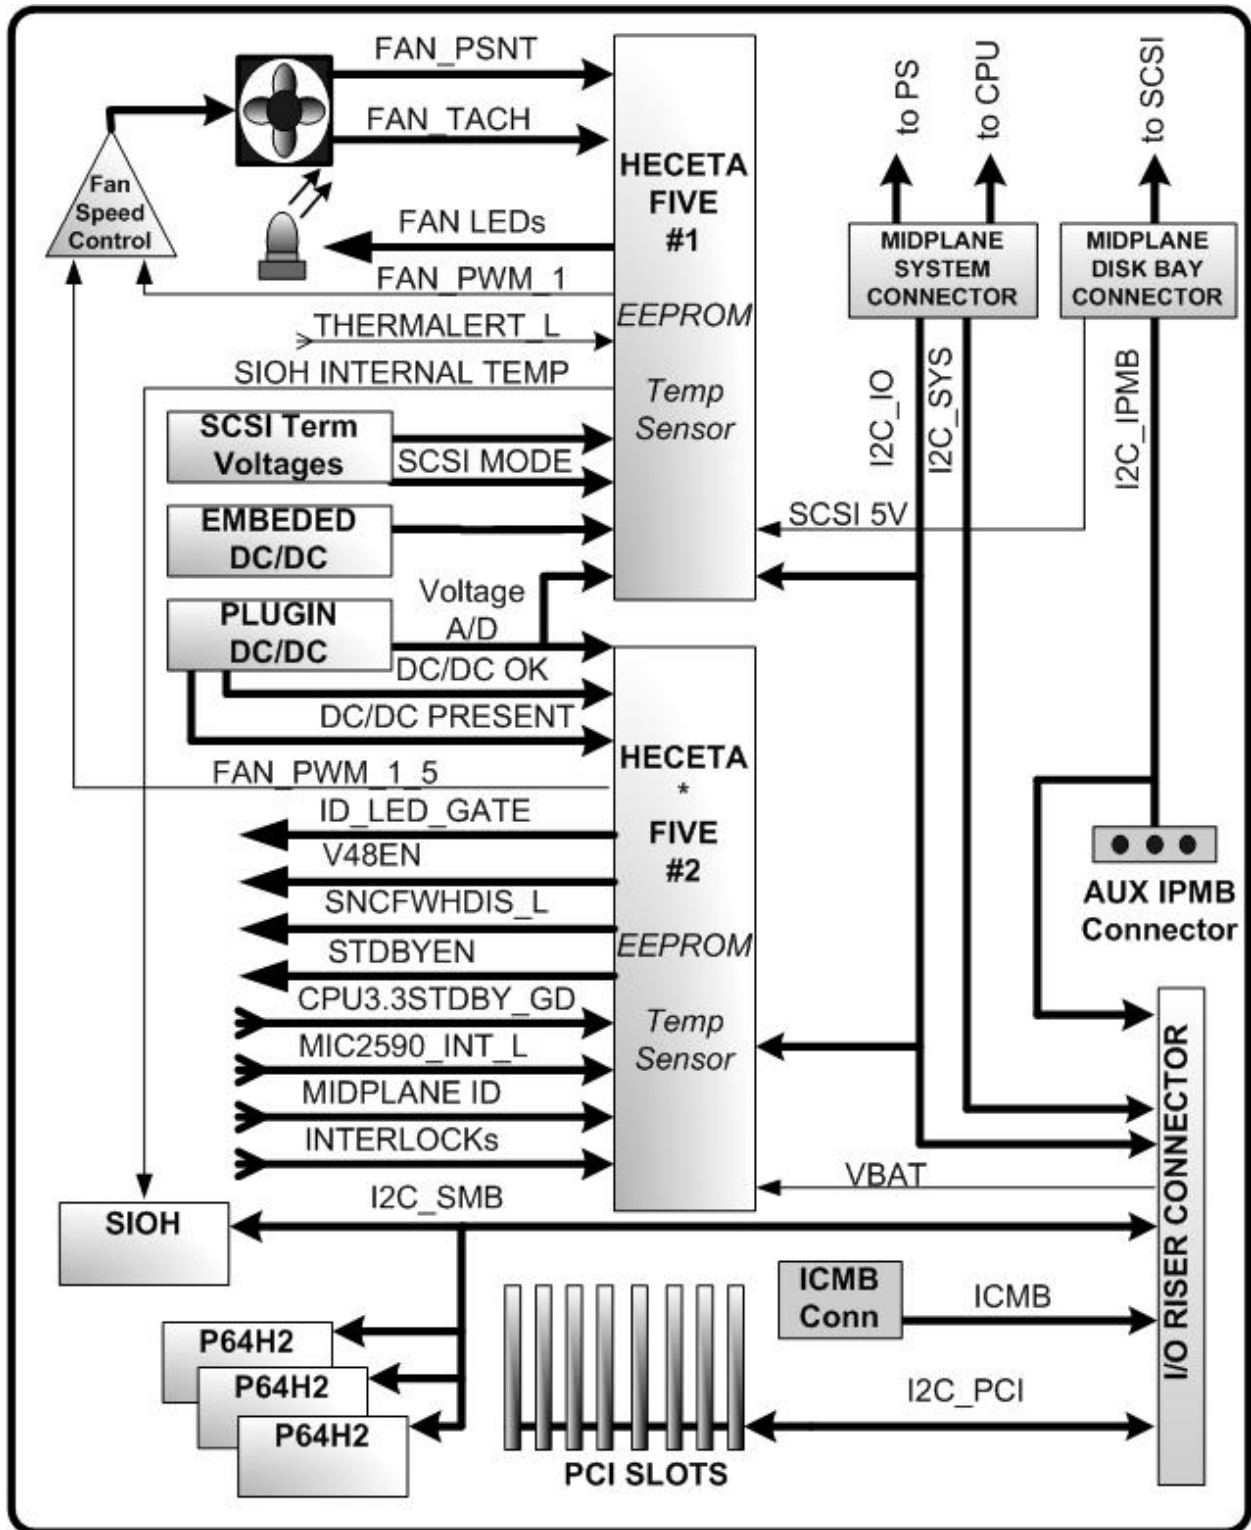 FAN_PSNT
FAN_TACH
Fan
Speed
Control
FAN LEDs
FAN_PWM_1
THERMALERT_L
SIOH INTERNAL TEMP
HECETA
FIVE
#1
EEPROM
Temp
Sensor
to PS
to CPU
to SCSI
MIDPLANE
SYSTEM
CONNECTOR
MIDPLANE
DISK BAY
CONNECTOR
I2C_IO
I2C_SYS
I2C_IPMB
SCSI Term
Voltages
SCSI MODE
EMBEDED
DC/DC
SCSI 5V
PLUGIN
DC/DC
Voltage
A/D
DC/DC OK
DC/DC PRESENT
FAN_PWM_1_5
ID_LED_GATE
V48EN
SNCFWHDIS_L
STDBYEN
CPU3.3STDBY_GD
MIC2590_INT_L
MIDPLANE ID
INTERLOCKs
HECETA
*
FIVE
#2
EEPROM
Temp
Sensor
AUX IPMB
Connector
I/O RISER CONNECTOR
VBAT
I2C_SMB
SIOH
P64H2
P64H2
P64H2
ICMB
Conn
ICMB
I2C_PCI
PCI SLOTS